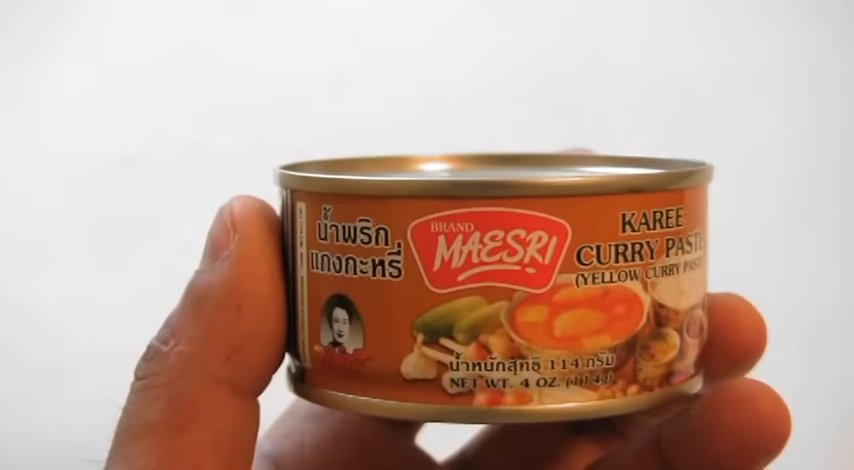 น้ำพริก
แกงกะหรี่
BRAND
MAESRI
KAREE
CURRY PASTE
(YELLOW CURRY PASTE)
น้ำหนักสุทธิ 114 กรัม
NET WT. 4 OZ. (114g)